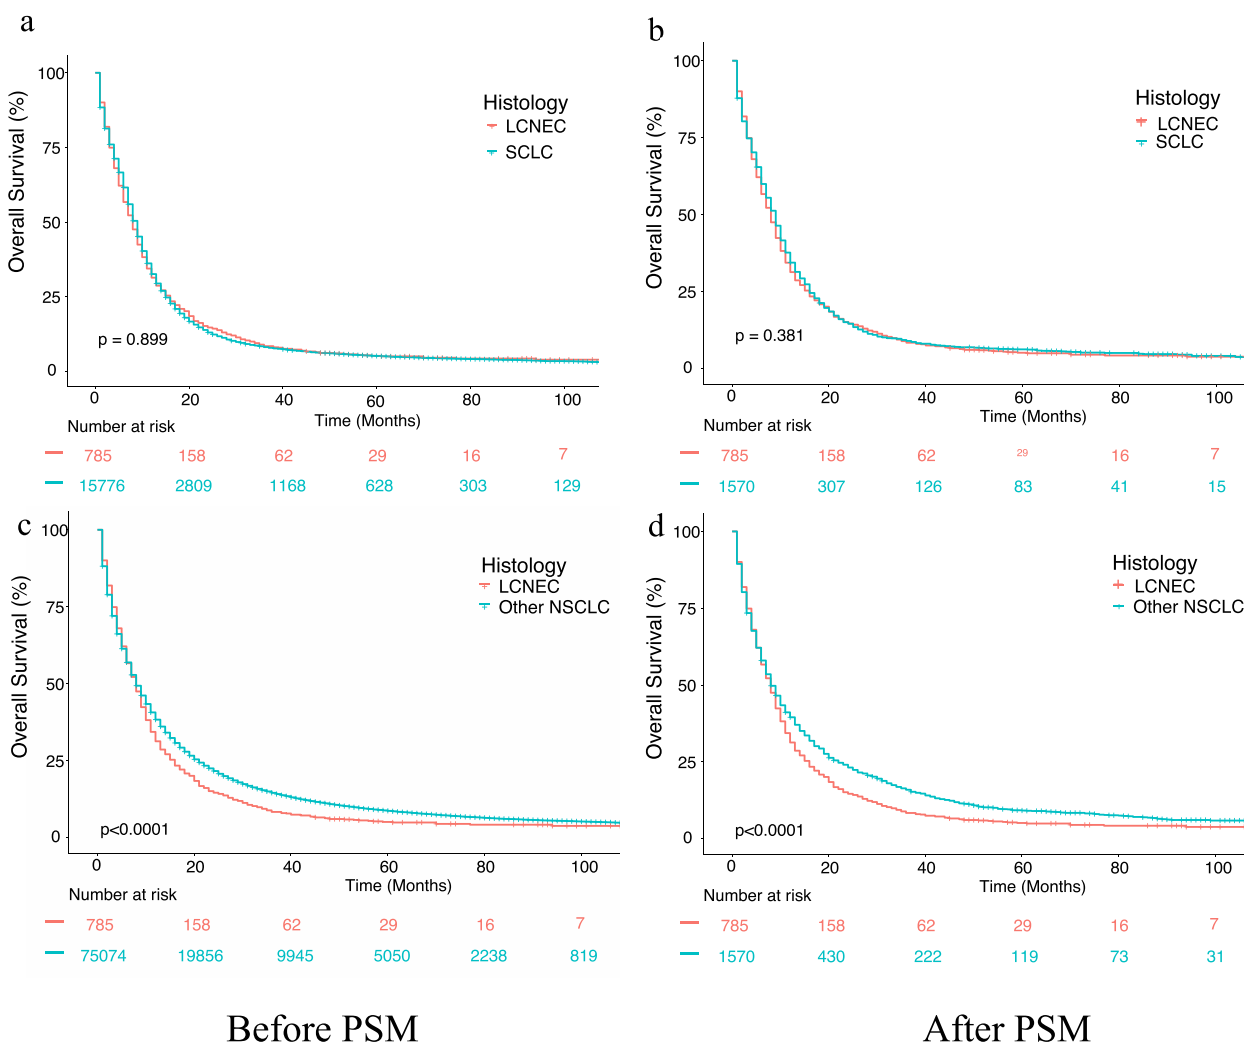 a
Overall Survival (%)
100
75
50
25
0
Histology
LCNEC
SCLC
p = 0.899
0 20 40 60 80 100
Time (Months)
Number at risk
785 158 62 29 16 7
15776 2809 1168 628 303 129
b
Overall Survival (%)
100
75
50
25
0
Histology
LCNEC
SCLC
p = 0.381
0 20 40 60 80 100
Time (Months)
Number at risk
785 158 62 29 16 7
1570 307 126 83 41 15
c
Overall Survival (%)
100
75
50
25
0
Histology
LCNEC
Other NSCLC
p<0.0001
0 20 40 60 80 100
Time (Months)
Number at risk
785 158 62 29 16 7
75074 19856 9945 5050 2238 819
d
Overall Survival (%)
100
75
50
25
0
Histology
LCNEC
Other NSCLC
p<0.0001
0 20 40 60 80 100
Time (Months)
Number at risk
785 158 62 29 16 7
1570 430 222 119 73 31
Before PSM
After PSM